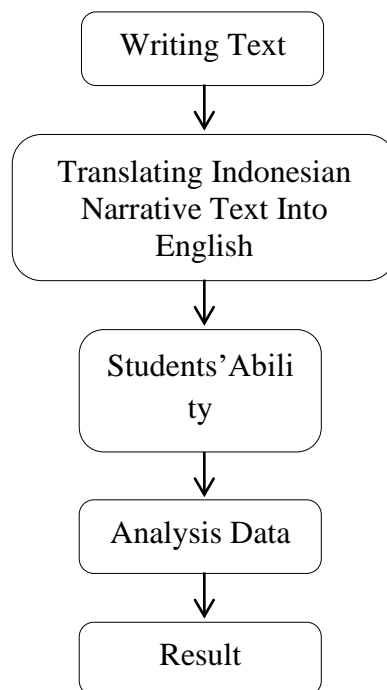 Writing Text
Translating Indonesian
Narrative Text Into
English
Students’Abili
ty
Analysis Data
Result